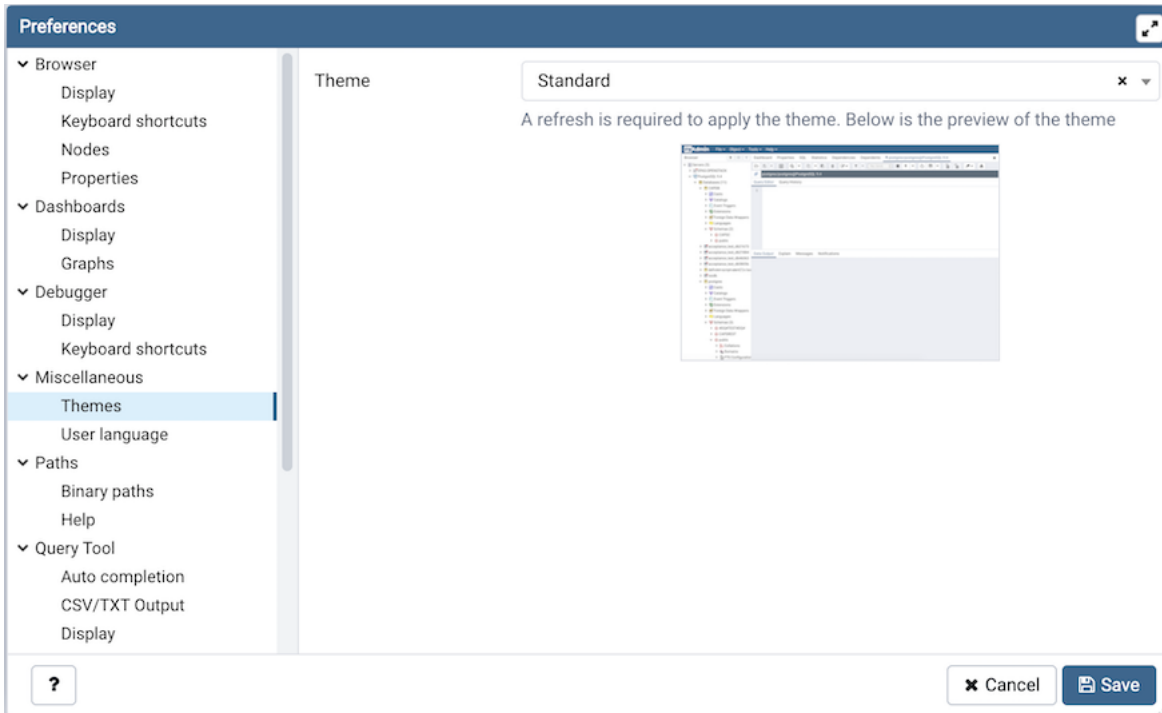 Preferences
Browser
Display
Keyboard shortcuts
Nodes
Properties
Dashboards
Display
Graphs
Debugger
Display
Keyboard shortcuts
Miscellaneous
Themes
User language
Paths
Binary paths
Help
Query Tool
Auto completion
CSV/TXT Output
Display
Theme
Standard
A refresh is required to apply the theme. Below is the preview of the theme
?
Cancel
Save